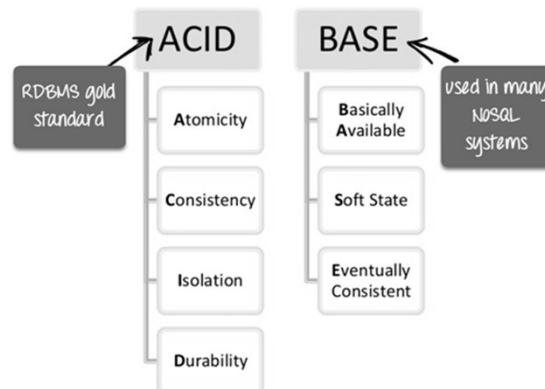 ACID
BASE
RDBMS gold
standard
used in many
NoSQL
systems
Atomicity
Consistency
Isolation
Durability
Basically
Available
Soft State
Eventually
Consistent